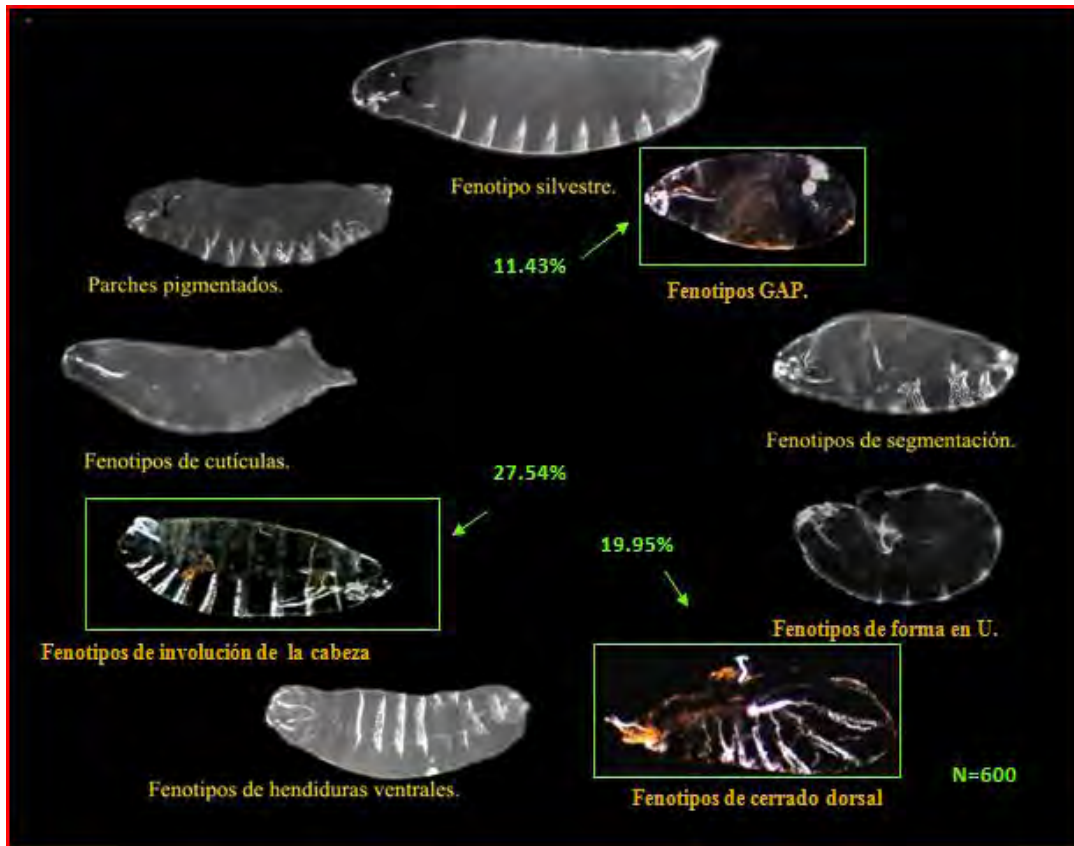 Fenotipo silvestre.
11.43%
Fenotipos GAP.
Parches pigmentados.
Fenotipos de segmentación.
Fenotipos de cutículas.
27.54%
19.95%
Fenotipos de forma en U.
Fenotipos de involución de la cabeza
Fenotipos de hendiduras ventrales.
Fenotipos de cerrado dorsal
N=600